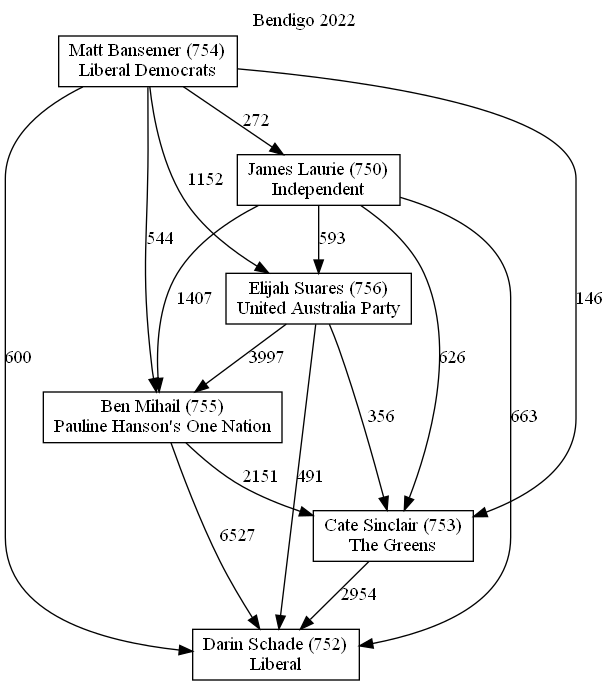 Bendigo 2022
Matt Bansemer (754)
Liberal Democrats
272
James Laurie (750)
Independent
1152
544
593
1407
146
Elijah Suares (756)
United Australia Party
600
3997
626
Ben Mihail (755)
Pauline Hanson's One Nation
356
663
2151
491
6527
Cate Sinclair (753)
The Greens
2954
Darin Schade (752)
Liberal